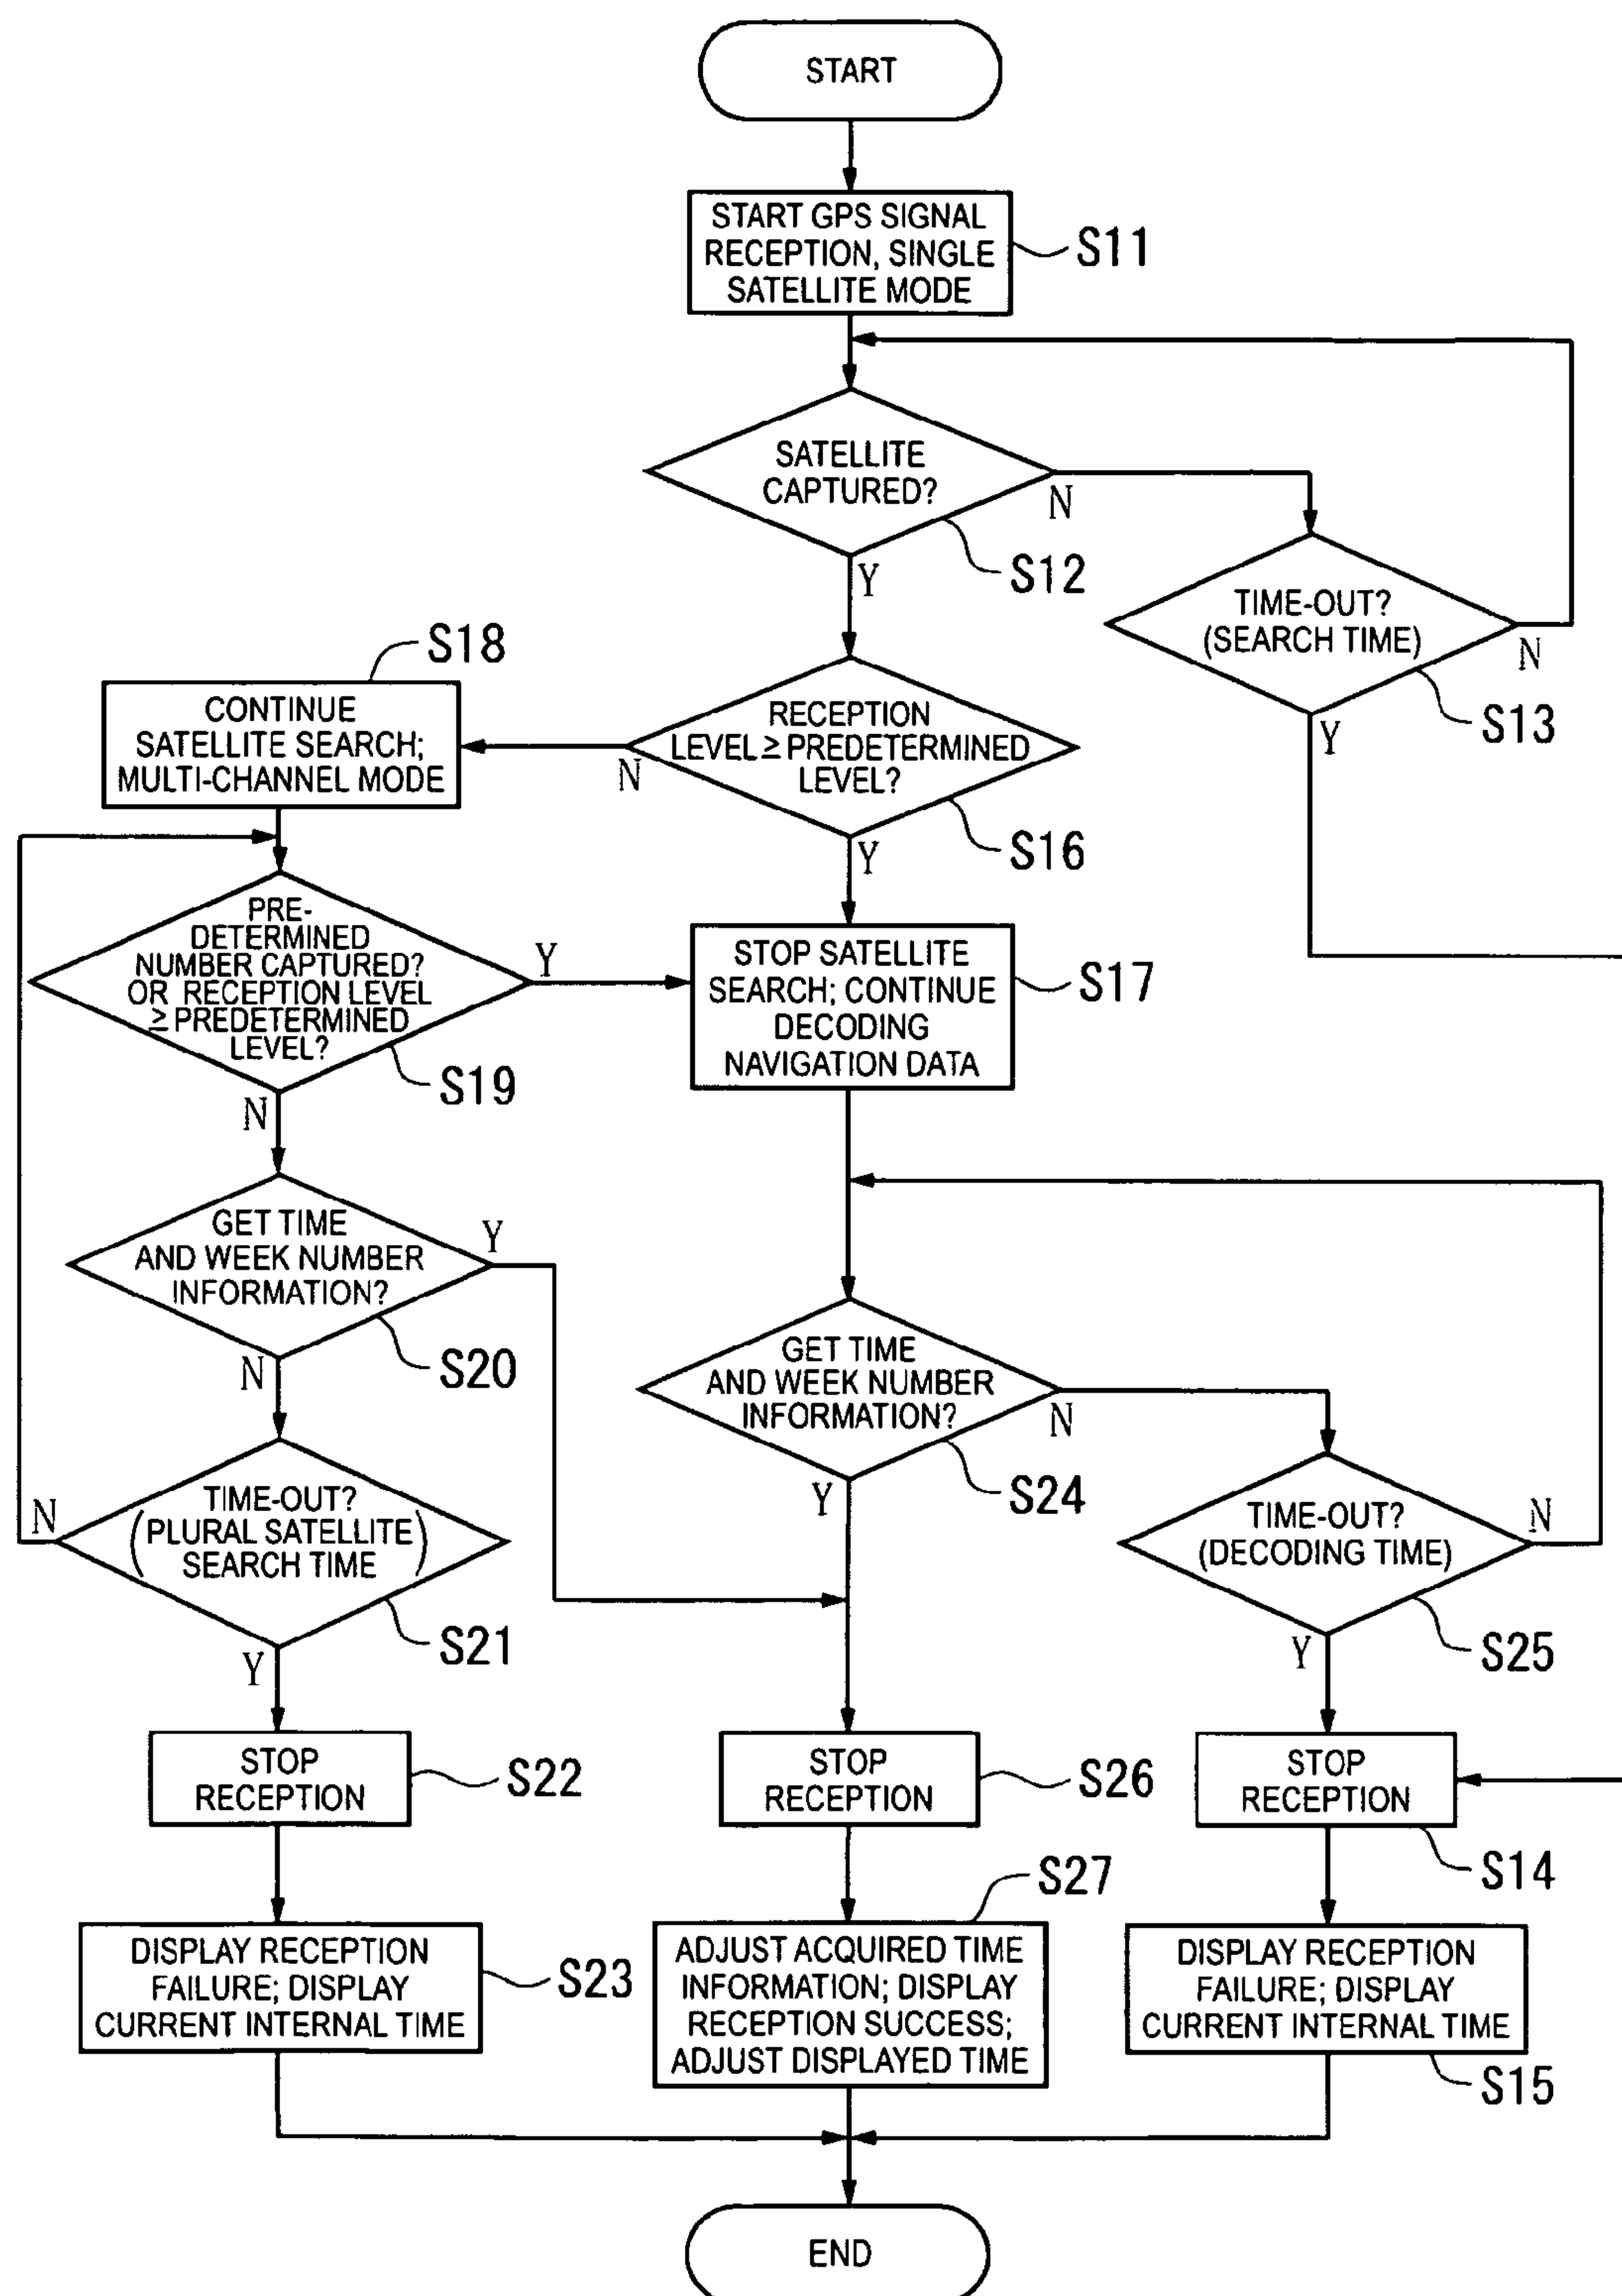 START
START GPS SIGNAL
RECEPTION, SINGLE
SATELLITE MODE
S11
SATELLITE
CAPTURED?
N
S12
Y
TIME-OUT?
(SEARCH TIME)
N
S13
Y
S18
CONTINUE
SATELLITE SEARCH;
MULTI-CHANNEL MODE
RECEPTION
LEVEL ≥ PREDETERMINED
LEVEL?
N
S16
Y
PRE-
DETERMINED
NUMBER CAPTURED?
OR RECEPTION LEVEL
≥ PREDETERMINED
LEVEL?
Y
S19
N
STOP SATELLITE
SEARCH; CONTINUE
DECODING
NAVIGATION DATA
S17
GET TIME
AND WEEK NUMBER
INFORMATION?
Y
S20
N
GET TIME
AND WEEK NUMBER
INFORMATION?
N
S24
Y
TIME-OUT?
(PLURAL SATELLITE
SEARCH TIME)
N
S21
Y
TIME-OUT?
(DECODING TIME)
N
S25
Y
STOP
RECEPTION
S22
STOP
RECEPTION
S26
STOP
RECEPTION
S14
DISPLAY RECEPTION
FAILURE; DISPLAY
CURRENT INTERNAL TIME
S23
S27
ADJUST ACQUIRED TIME
INFORMATION; DISPLAY
RECEPTION SUCCESS;
ADJUST DISPLAYED TIME
DISPLAY RECEPTION
FAILURE; DISPLAY
CURRENT INTERNAL TIME
S15
END